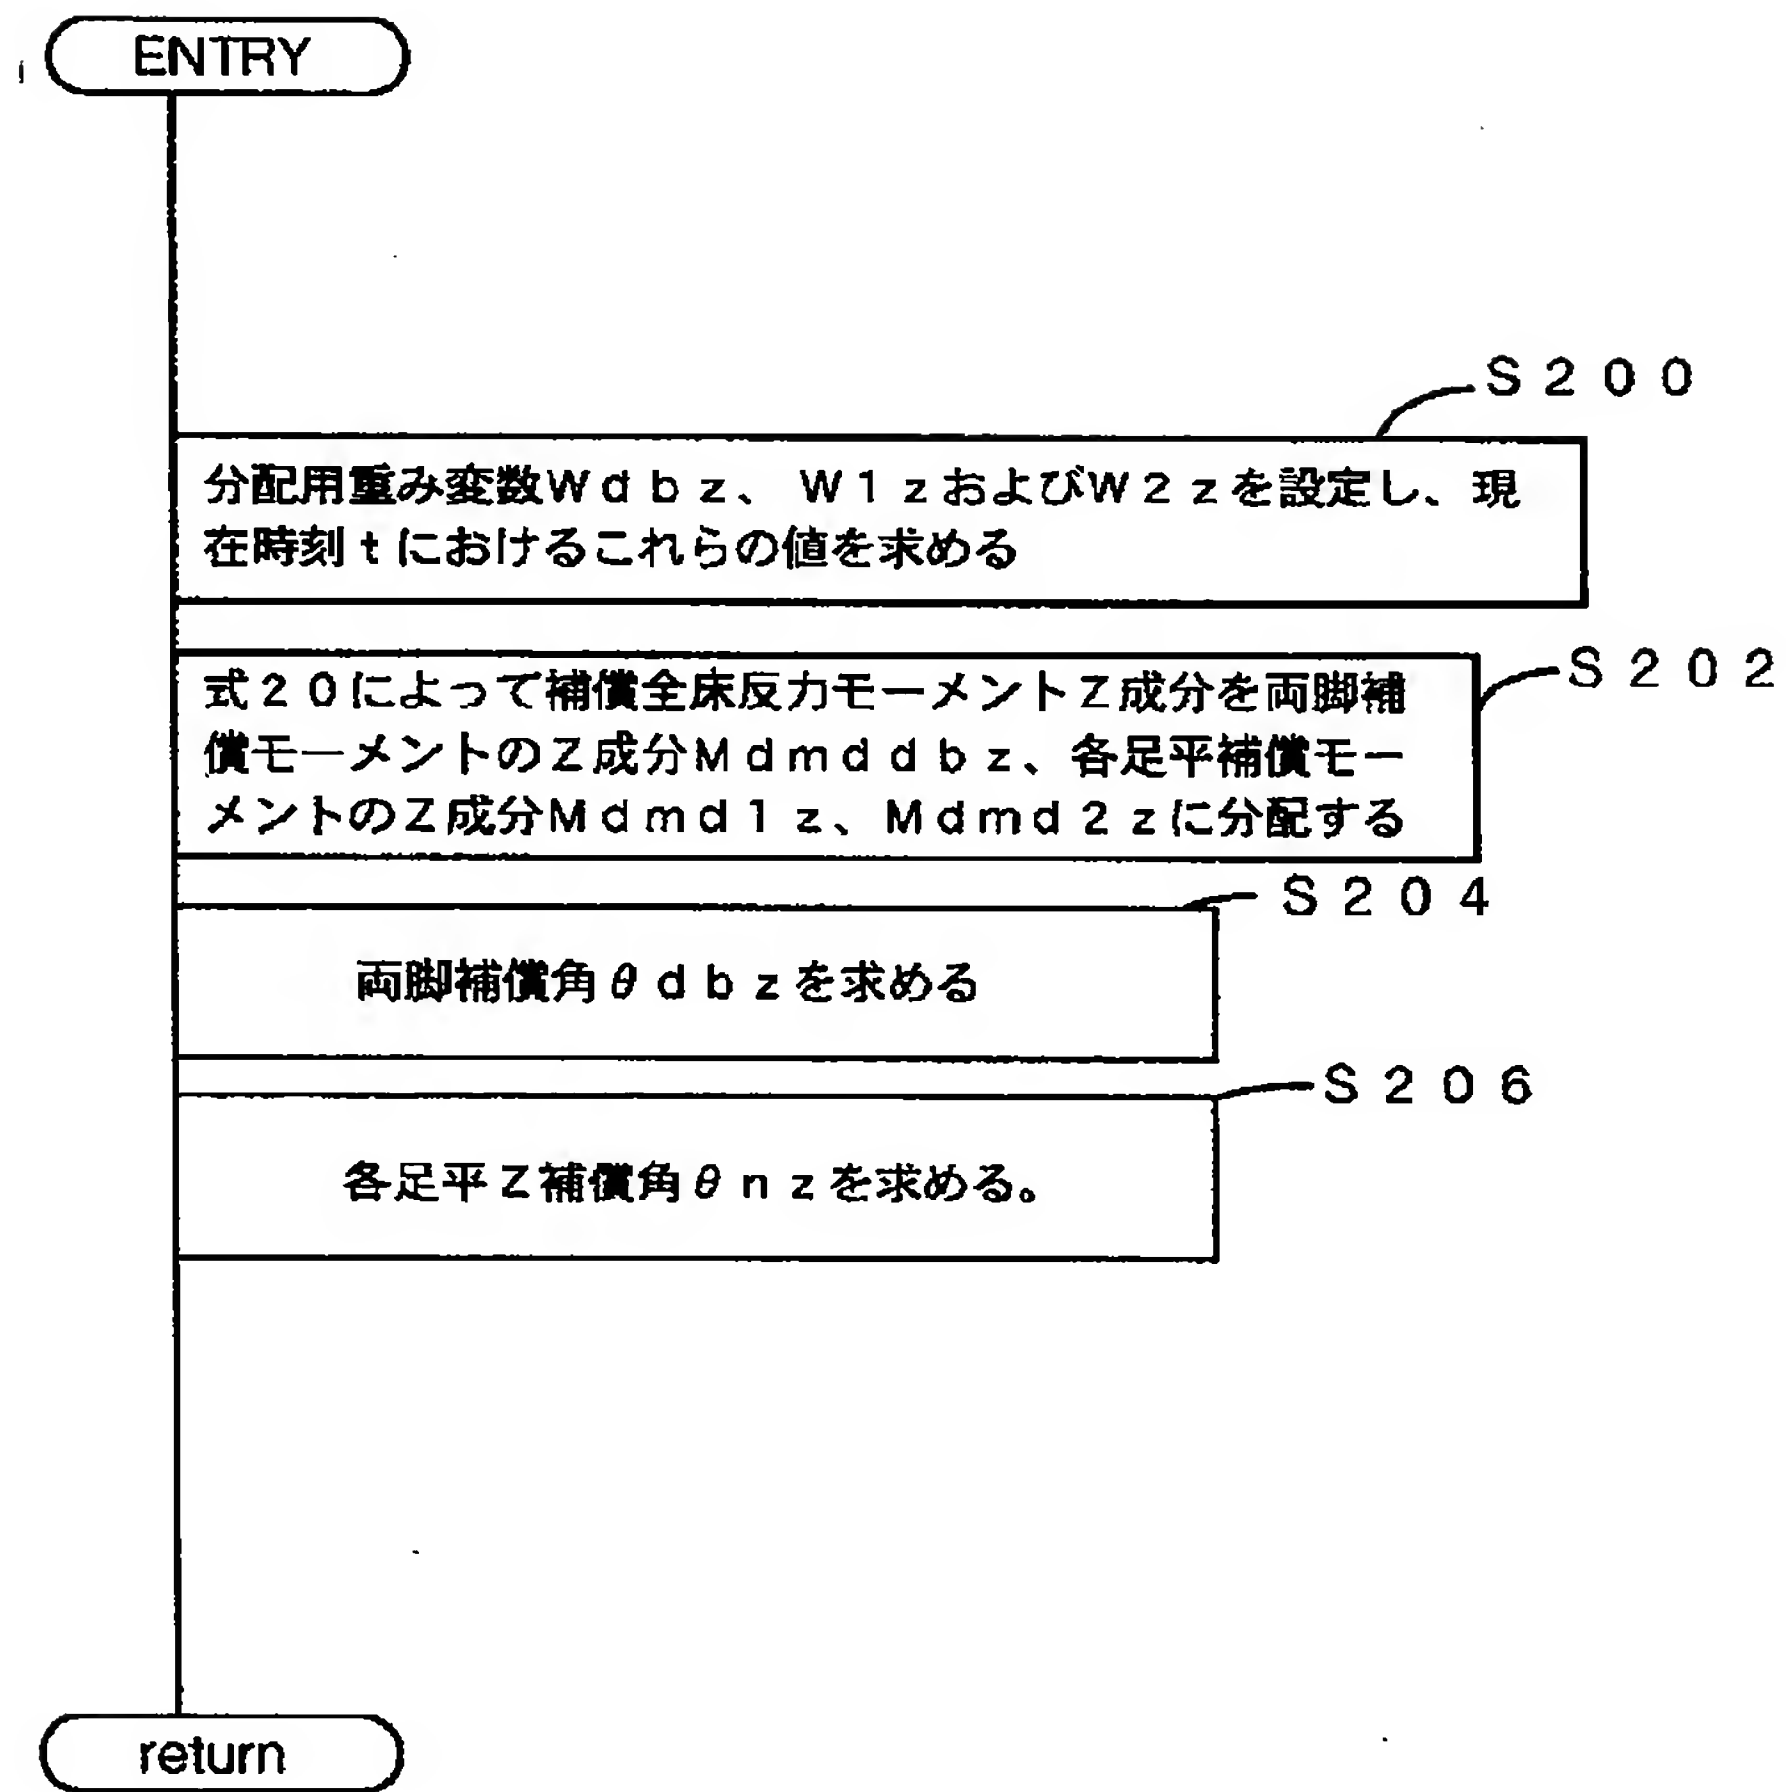 ENTRY
S200
分配用重み変数Wdbz、W1zおよびW2zを設定し、現
在時刻tにおけるこれらの値を求める
S202
式20によって補償全床反力モーメントZ成分を両脚補
償モーメントのZ成分Mdmddbz、各足平補償モー
メントのZ成分Mdmd1z、Mdmd2zに分配する
S204
両脚補償角θdbzを求める
S206
各足平Z補償角θnzを求める。
return